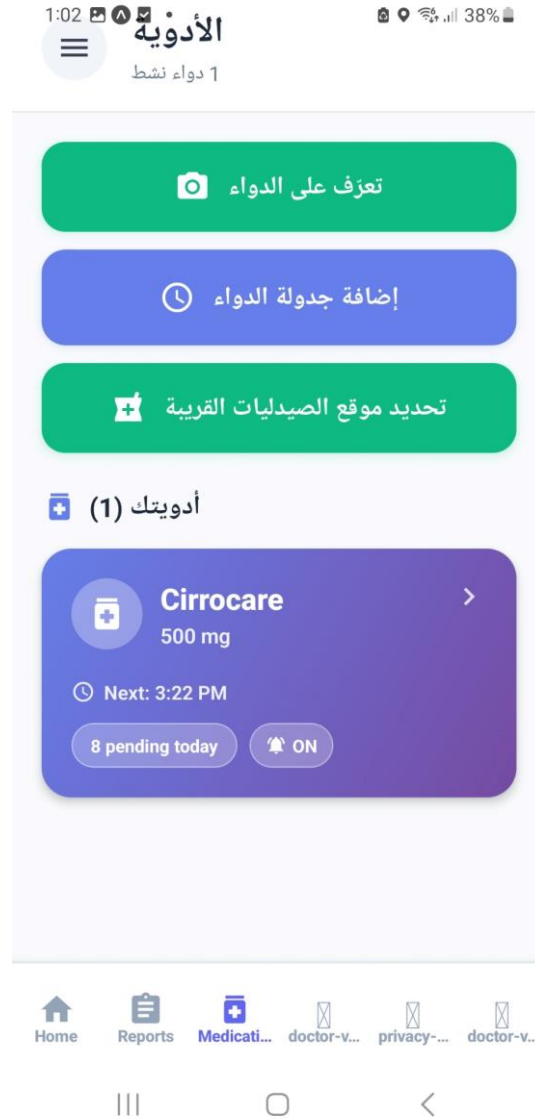 1:02
38%
الأدوية
1 دواء نشط
تعرّف على الدواء
إضافة جدولة الدواء
تحديد موقع الصيدليات القريبة
أدويتك (1)
Cirrocare
500 mg
Next: 3:22 PM
8 pending today
ON
Home
Reports
Medicati...
doctor-v...
privacy-...
doctor-v..